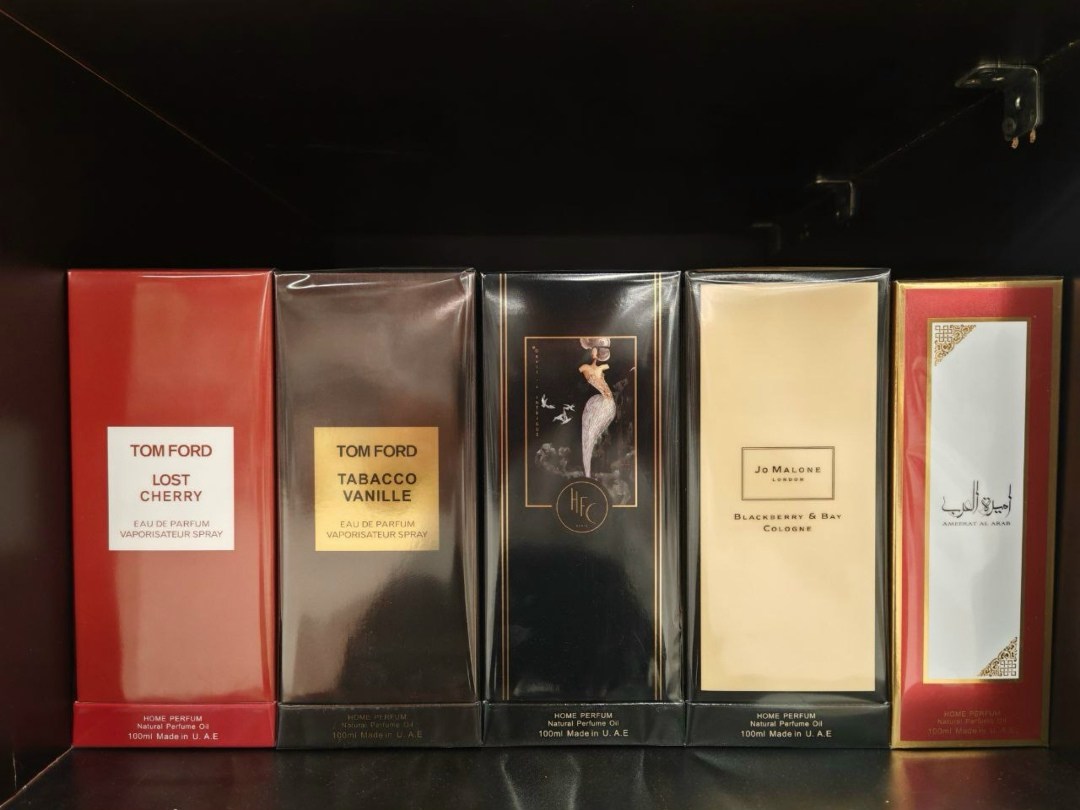 TOM FORD
LOST
CHERRY
EAU DE PARFUM
VAPORISATEUR SPRAY
HOME PERFUM
Natural Perfume Oil
100ml Made in U. A.E
TOM FORD
TABACCO
VANILLE
EAU DE PARFUM
VAPORISATEUR SPRAY
HOME PERFUM
Natural Perfume Oil
100ml Made in U. A.E
HFC
HOME PERFUM
Natural Perfume Oil
100ml Made in U. A.E
JO MALONE
LONDON
BLACKBERRY & BAY
COLOGNE
HOME PERFUM
Natural Perfume Oil
100ml Made in U. A.E
اميرة العرب
AMEERAT AL ARAB
HOME PERFUM
Natural Perfume Oil
100ml Made in U. A.E